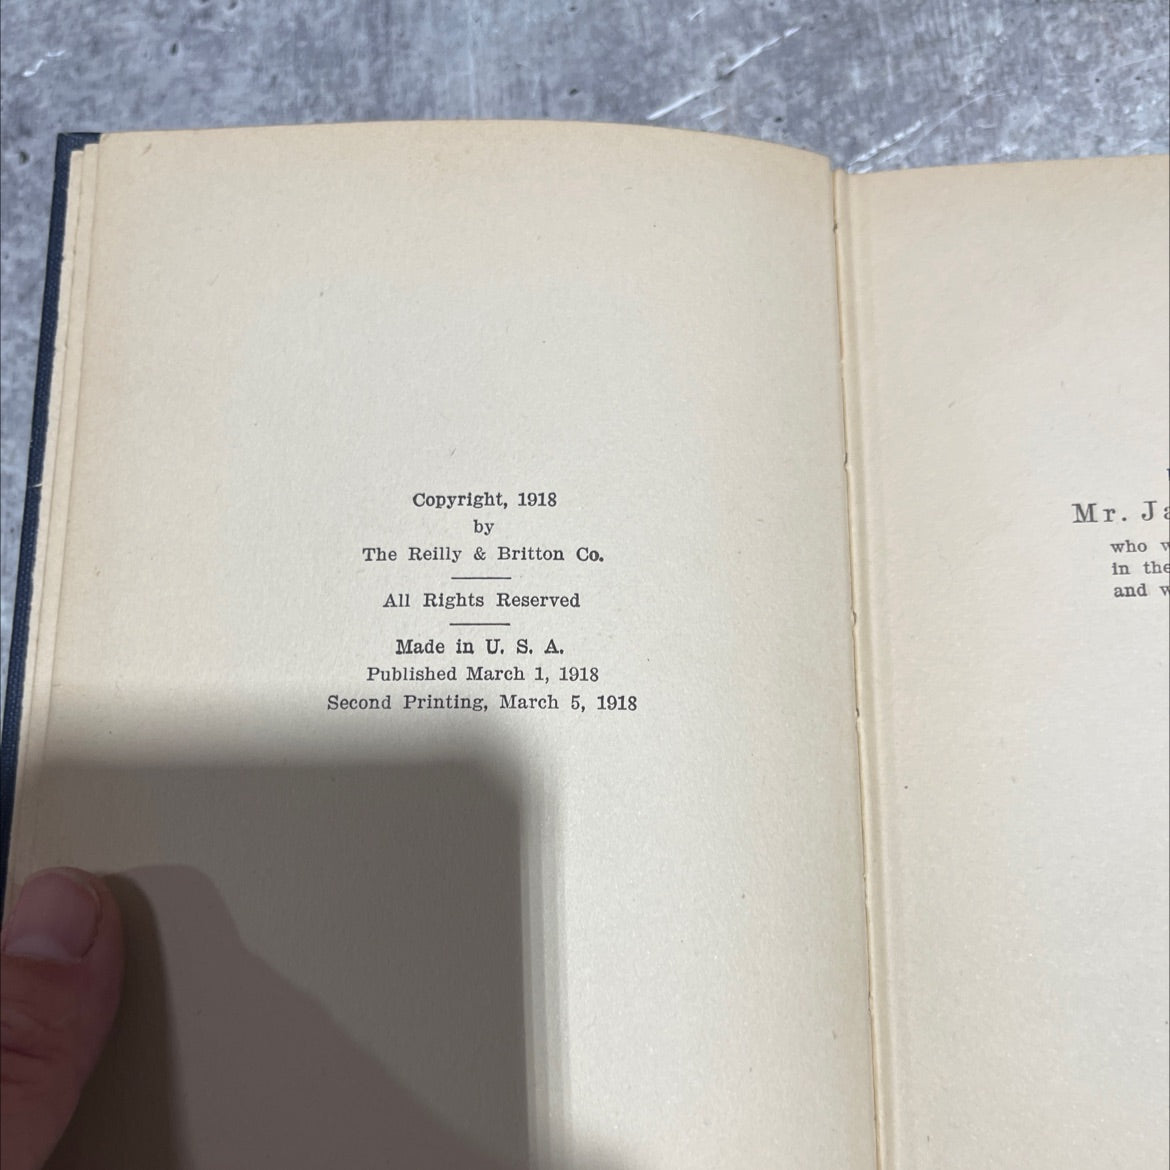 Copyright, 1918
by
The Reilly & Britton Co.
All Rights Reserved
Made in U. S. A.
Published March 1, 1918
Second Printing, March 5, 1918
Mr.
who
in the
and